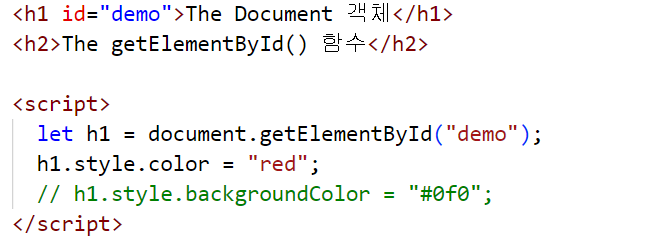 <h1 id="demo">The Document 객체</h1>
<h2>The getElementById() 함수</h2>
<script>
let h1 = document.getElementById("demo");
h1.style.color = "red";
// h1.style.backgroundColor = "#0f0";
</script>